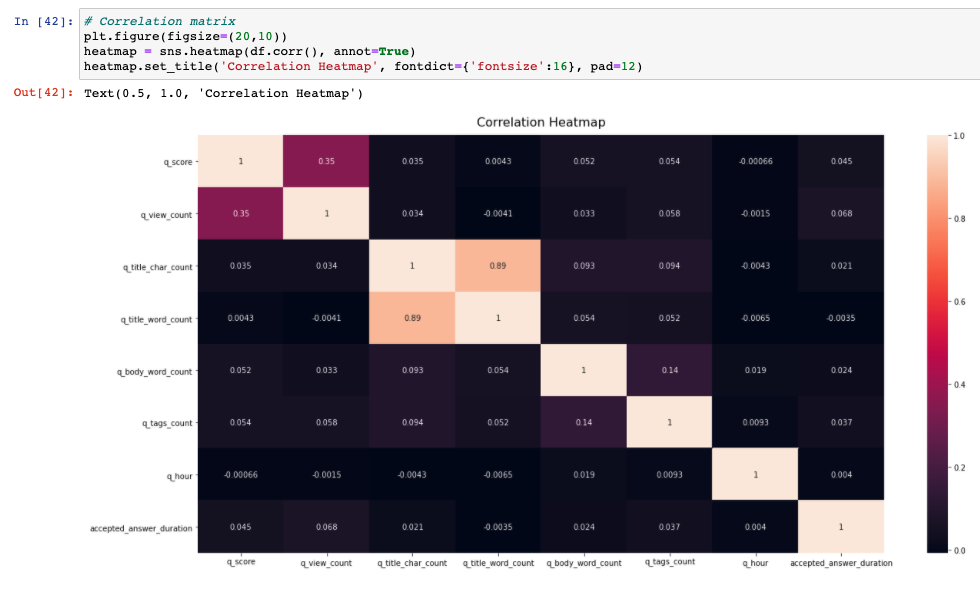 In [42]: # Correlation matrix
plt.figure(figsize=(20,10))
heatmap = sns.heatmap(df.corr(), annot=True)
heatmap.set_title('Correlation Heatmap', fontdict={'fontsize':16}, pad=12)
Out[42]: Text(0.5, 1.0, 'Correlation Heatmap')
Correlation Heatmap
q_score 1 0.35 0.035 0.0043 0.052 0.054 -0.00066 0.045
q_view_count 0.35 1 0.034 -0.0041 0.033 0.058 -0.0015 0.068
q_title_char_count 0.035 0.034 1 0.89 0.093 0.094 -0.0043 0.021
q_title_word_count 0.0043 -0.0041 0.89 1 0.054 0.052 -0.0065 -0.0035
q_body_word_count 0.052 0.033 0.093 0.054 1 0.14 0.019 0.024
q_tags_count 0.054 0.058 0.094 0.052 0.14 1 0.0093 0.037
q_hour -0.00066 -0.0015 -0.0043 -0.0065 0.019 0.0093 1 0.004
accepted_answer_duration 0.045 0.068 0.021 -0.0035 0.024 0.037 0.004 1
q_score q_view_count q_title_char_count q_title_word_count q_body_word_count q_tags_count q_hour accepted_answer_duration
1.0
0.8
0.6
0.4
0.2
0.0